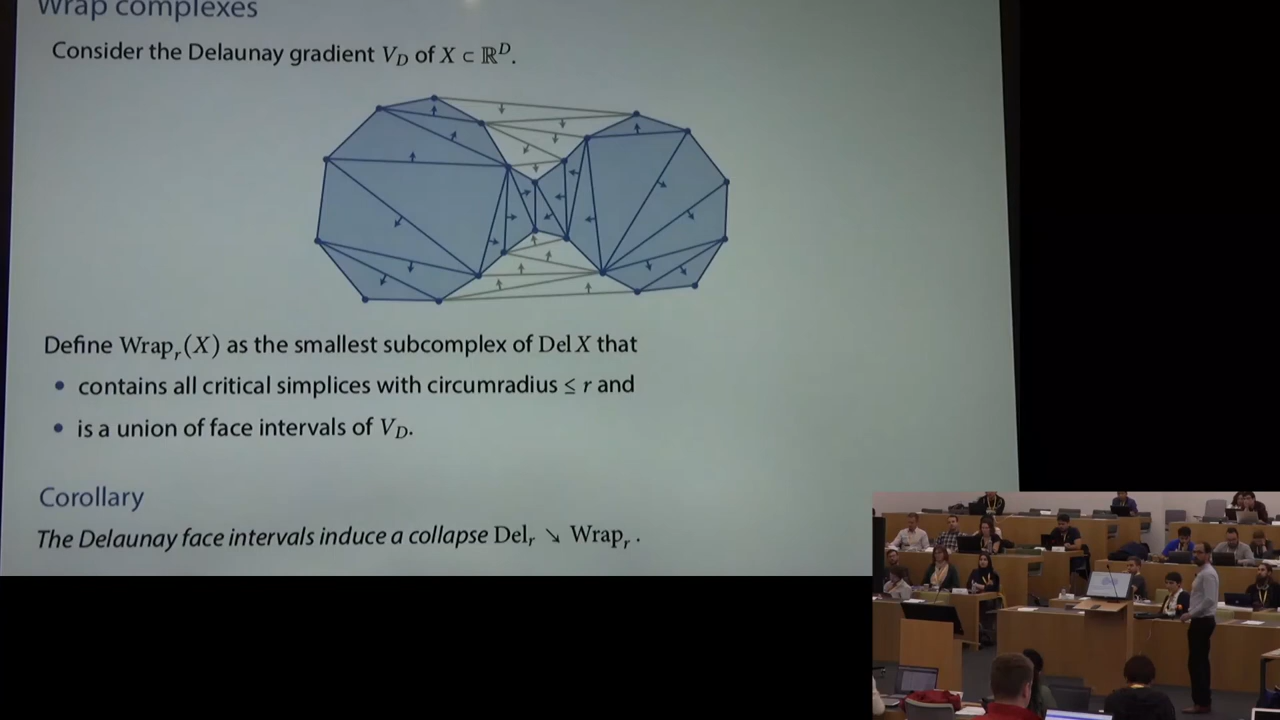 Wrap complexes
Consider the Delaunay gradient V_D of X ⊂ ℝ^D.
Define Wrap_r(X) as the smallest subcomplex of Del X that
• contains all critical simplices with circumradius ≤ r and
• is a union of face intervals of V_D.
Corollary
The Delaunay face intervals induce a collapse Del_r ↘ Wrap_r .